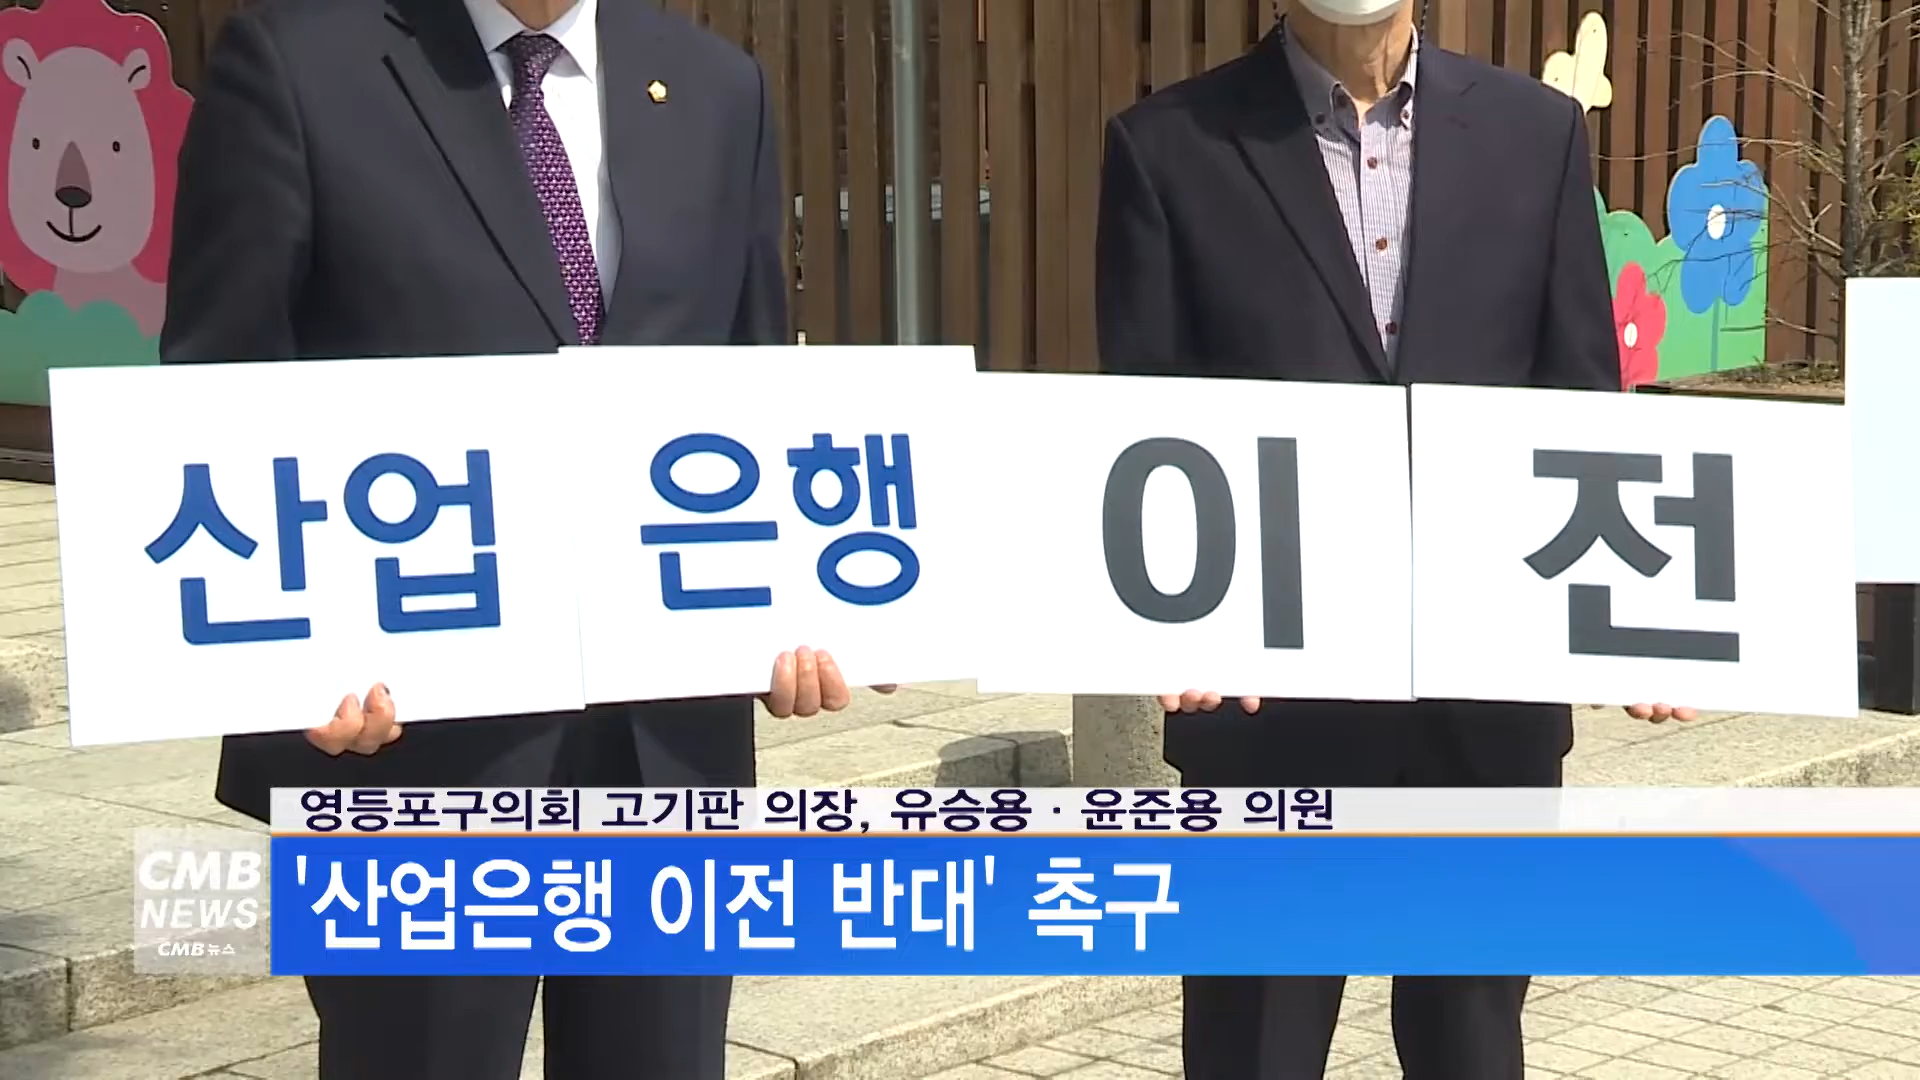 산업 은행 이 전
영등포구의회 고기판 의장, 유승용 · 윤준용 의원
'산업은행 이전 반대' 촉구
CMB
NEWS
CMB 뉴스